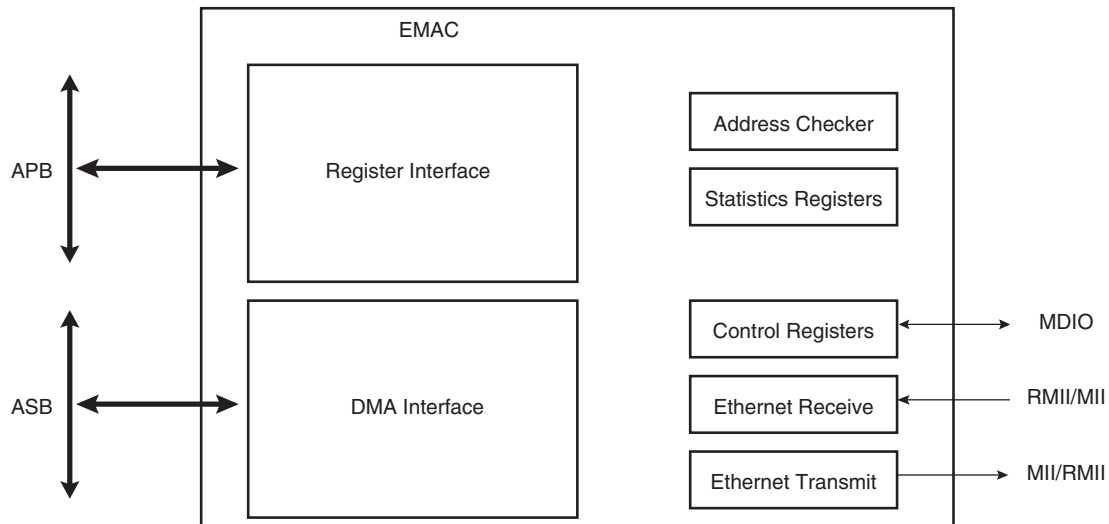 EMAC
Address Checker
APB
Register Interface
Statistics Registers
Control Registers
MDIO
ASB
DMA Interface
Ethernet Receive
RMII/MII
Ethernet Transmit
MII/RMII